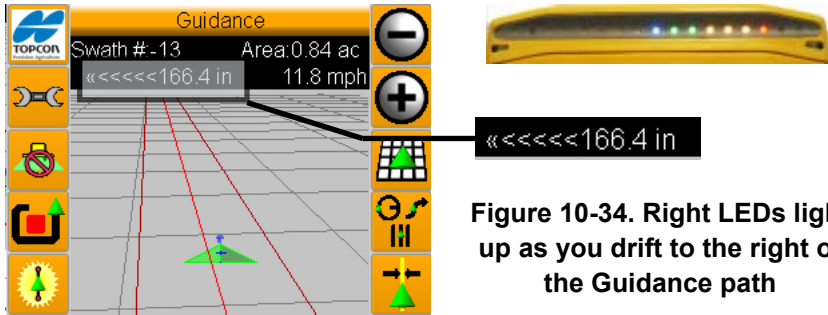 Guidance
TOPCON
Precision Agriculture
Swath #:-13 Area:0.84 ac
«<<<<<166.4 in 11.8 mph
«<<<<<166.4 in
Figure 10-34. Right LEDs
up as you drift to the right
the Guidance path